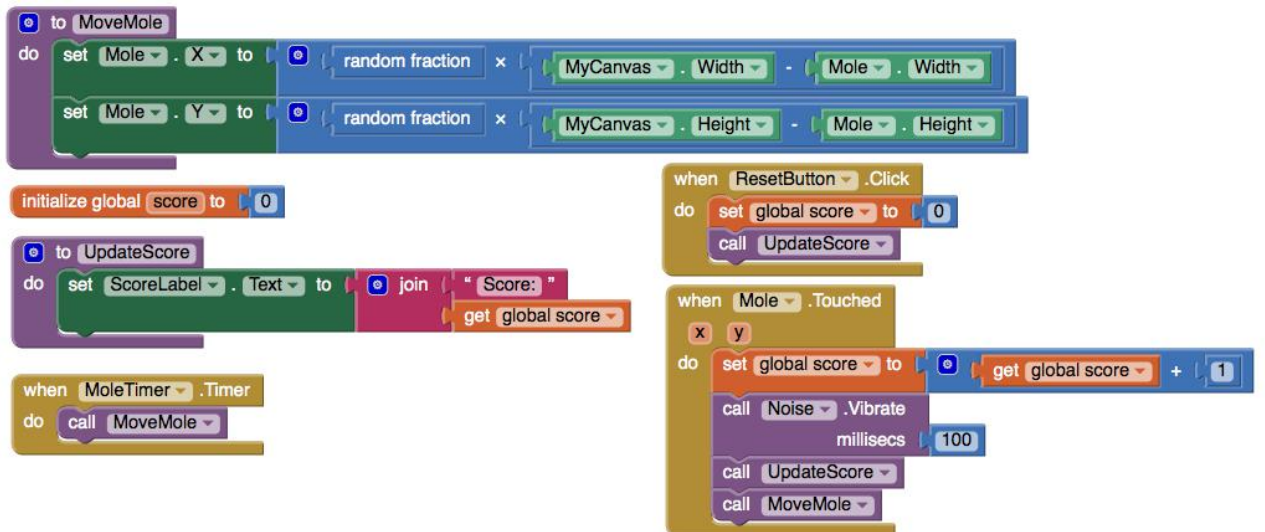 to MoveMole
do set Mole . X to random fraction × MyCanvas . Width - Mole . Width
set Mole . Y to random fraction × MyCanvas . Height - Mole . Height
initialize global score to 0
to UpdateScore
do set ScoreLabel . Text to join " Score: "
get global score
when MoleTimer .Timer
do call MoveMole
when ResetButton .Click
do set global score to 0
call UpdateScore
when Mole .Touched
x y
do set global score to get global score + 1
call Noise .Vibrate
millisecs 100
call UpdateScore
call MoveMole